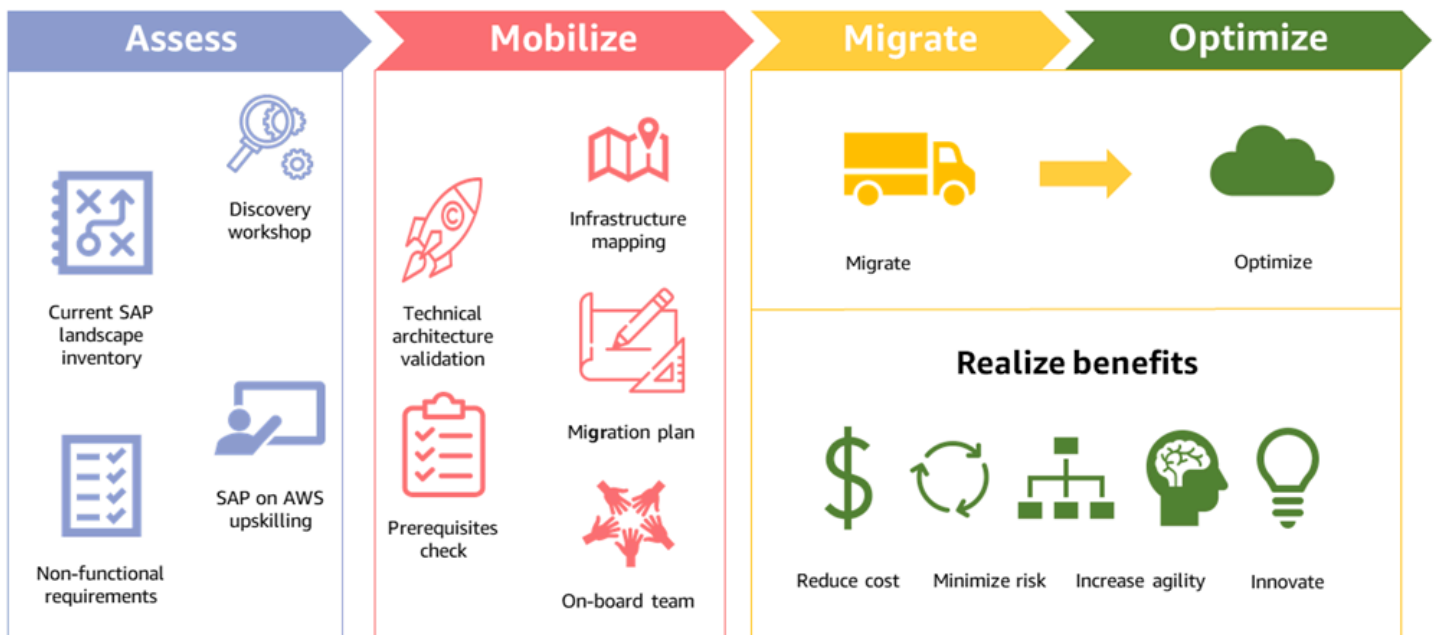 Assess
Mobilize
Migrate
Optimize
Discovery
workshop
Current SAP
landscape
inventory
SAP on AWS
upskilling
Non-functional
requirements
Infrastructure
mapping
Technical
architecture
validation
Migration plan
Prerequisites
check
On-board team
Migrate
Optimize
Realize benefits
$
Reduce cost
Minimize risk
Increase agility
Innovate
©